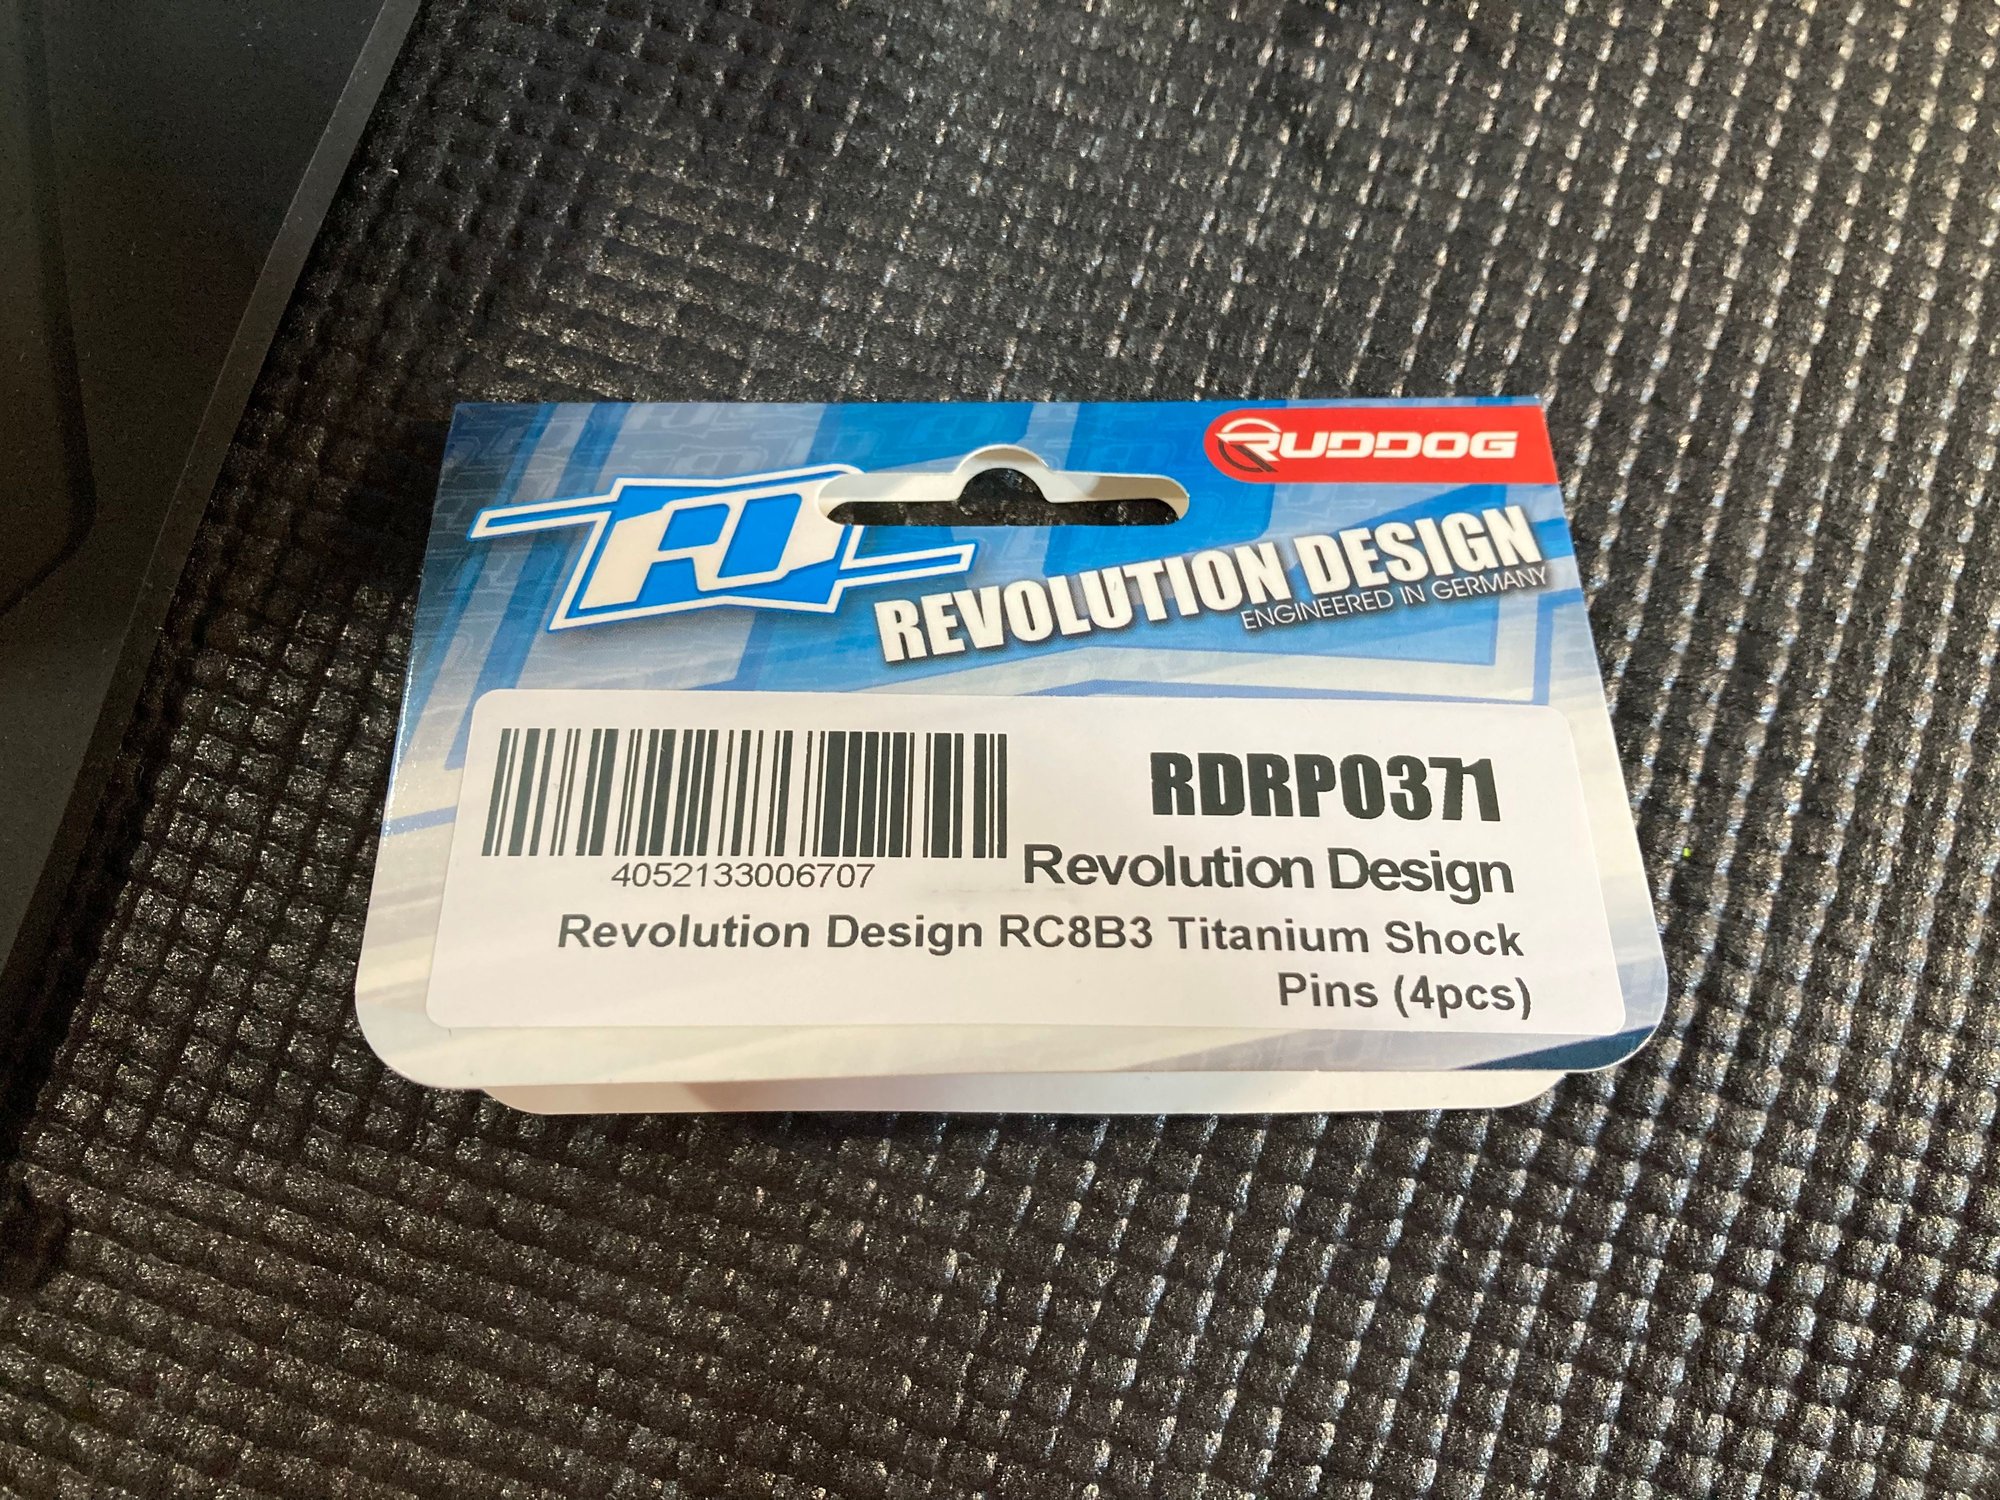 RUDDOG
RD
REVOLUTION DESIGN
ENGINEERED IN GERMANY
RDRP0371
4052133006707
Revolution Design
Revolution Design RC8B3 Titanium Shock
Pins (4pcs)